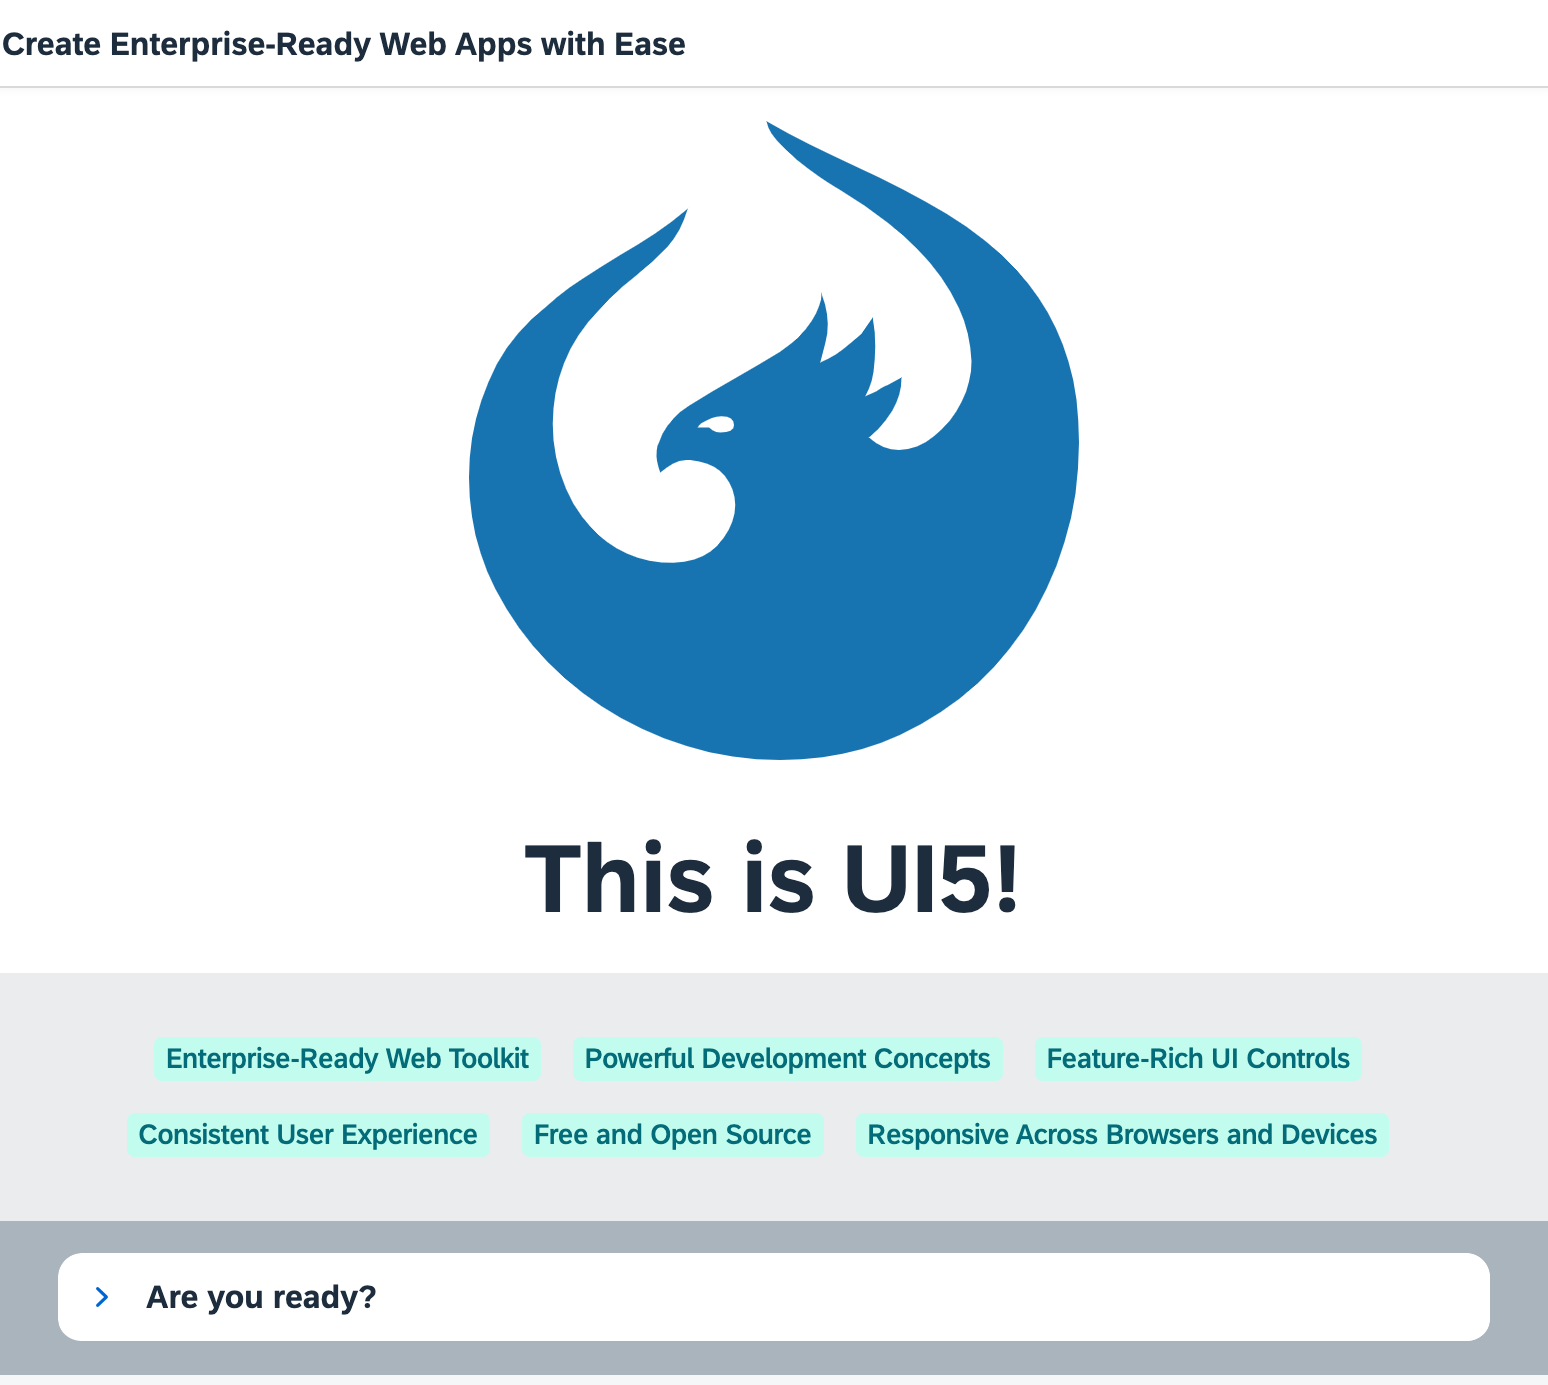 Create Enterprise-Ready Web Apps with Ease
This is UI5!
Enterprise-Ready Web Toolkit Powerful Development Concepts Feature-Rich UI Controls
Consistent User Experience Free and Open Source Responsive Across Browsers and Devices
Are you ready?